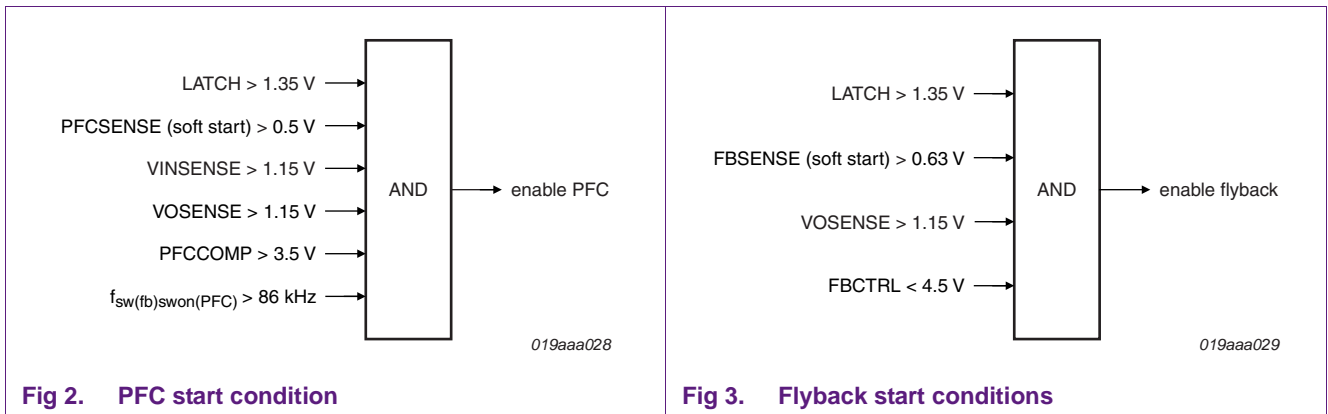 LATCH > 1.35 V
PFCSENSE (soft start) > 0.5 V
VINSENSE > 1.15 V
VOSENSE > 1.15 V
PFCCOMP > 3.5 V
fsw(fb)swon(PFC) > 86 kHz
AND
enable PFC
019aaa028
Fig 2. PFC start condition
LATCH > 1.35 V
FBSENSE (soft start) > 0.63 V
VOSENSE > 1.15 V
FBCTRL < 4.5 V
AND
enable flyback
019aaa029
Fig 3. Flyback start conditions